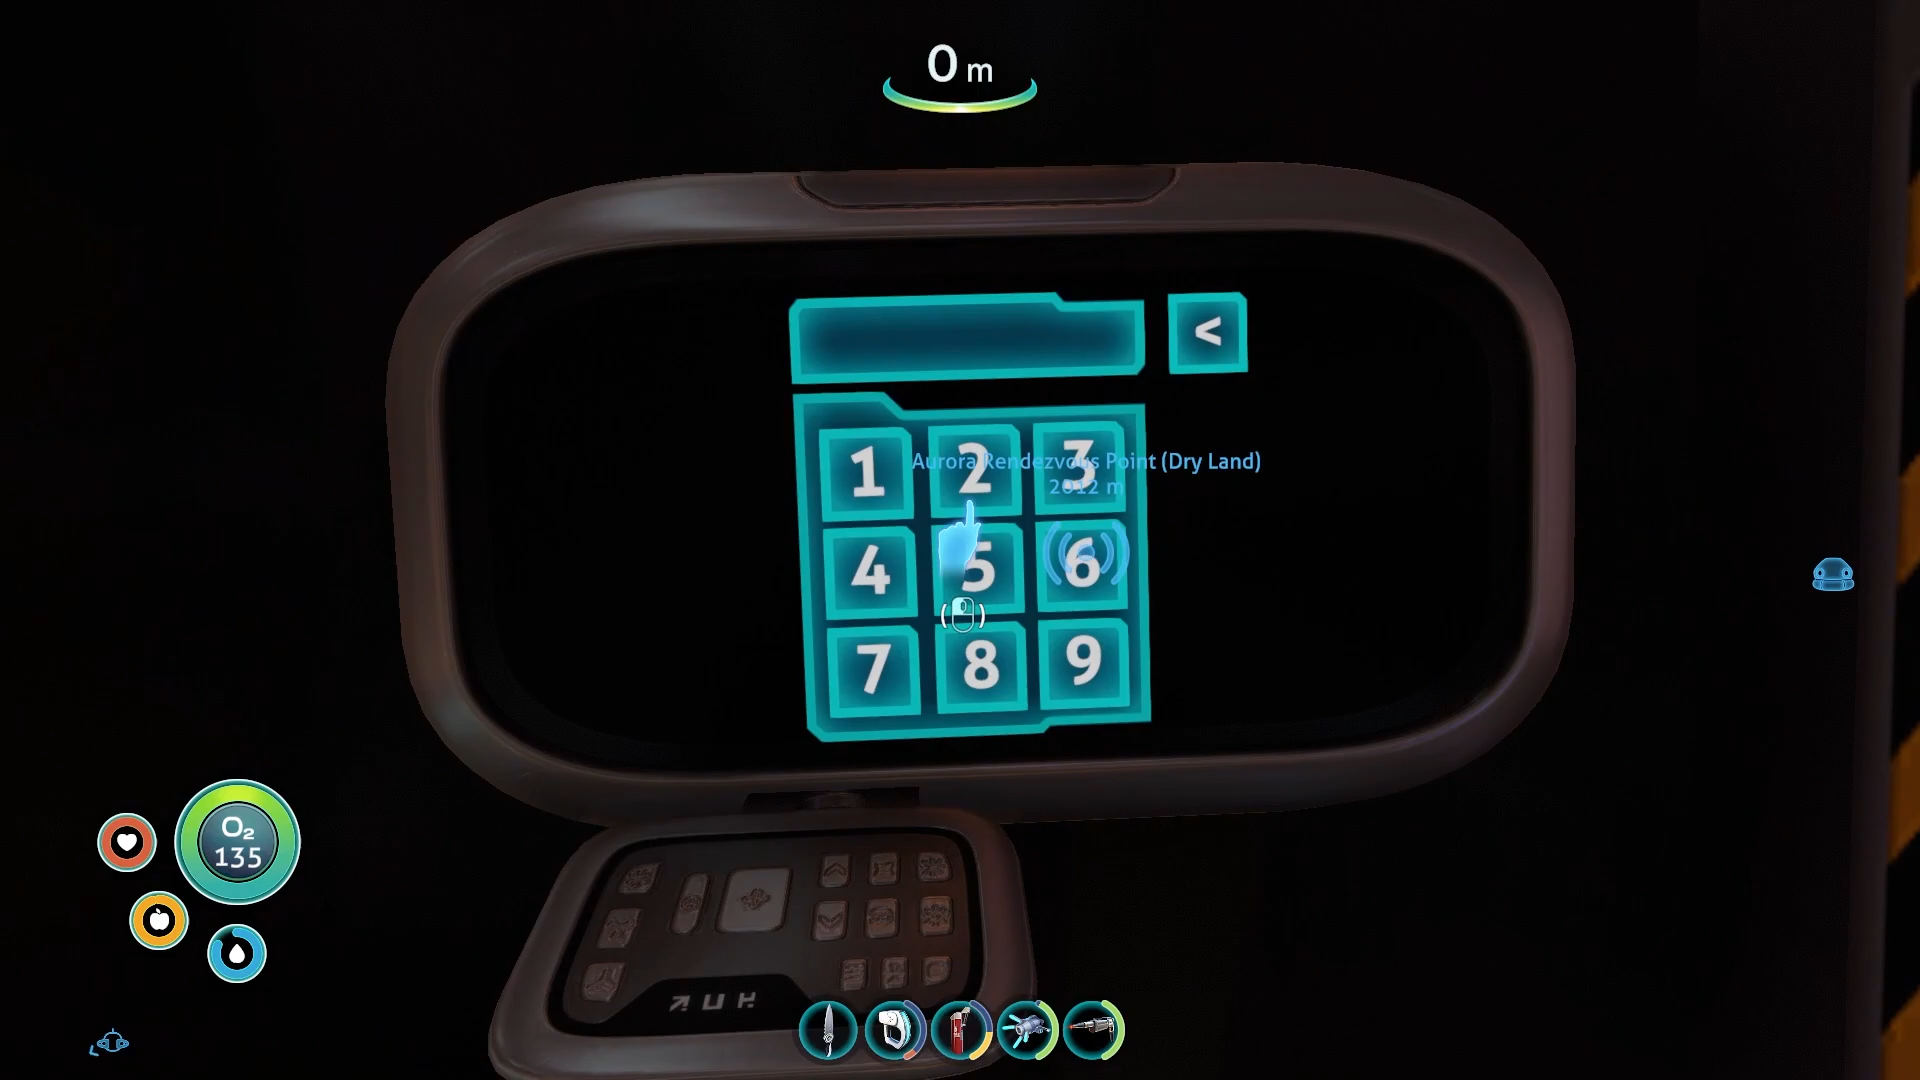 0 m
<
1 2 3
Aurora Rendezvous Point (Dry Land)
2012 m
4 5 6
7 8 9
O₂
135